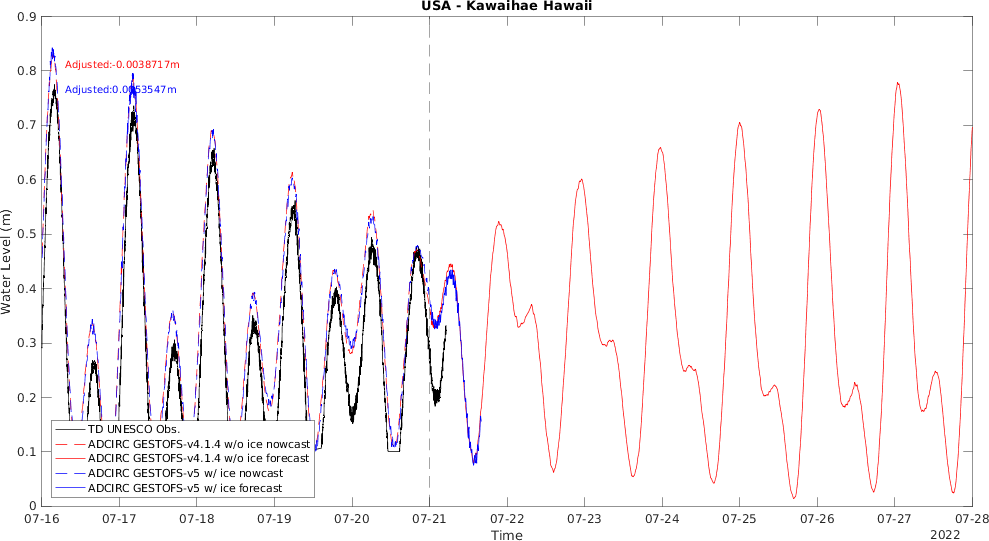 USA - Kawaihae Hawaii
0.9
0.8
0.7
0.6
0.5
0.4
0.3
0.2
0.1
0
Water Level (m)
Adjusted:-0.0038717m
Adjusted:0.0053547m
TD UNESCO Obs.
ADCIRC GESTOFS-v4.1.4 w/o ice nowcast
ADCIRC GESTOFS-v4.1.4 w/o ice forecast
ADCIRC GESTOFS-v5 w/ ice nowcast
ADCIRC GESTOFS-v5 w/ ice forecast
07-16 07-17 07-18 07-19 07-20 07-21 07-22 07-23 07-24 07-25 07-26 07-27 07-28
Time
2022